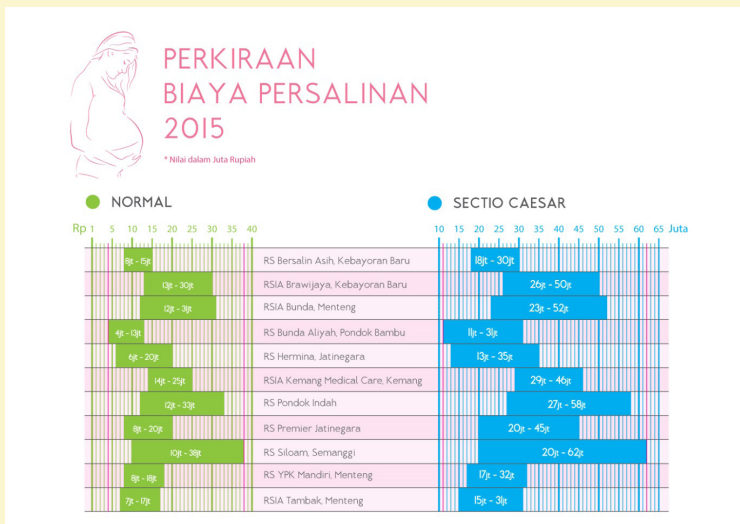 PERKIRAAN
BIAYA PERSALINAN
2015
* Nilai dalam Juta Rupiah
NORMAL
SECTIO CAESAR
Rp 1 5 10 15 20 25 30 35 40
10 15 20 25 30 35 40 45 50 55 60 65 Juta
8jt - 15jt RS Bersalin Asih, Kebayoran Baru 18jt - 30jt
13jt - 30jt RSIA Brawijaya, Kebayoran Baru 26jt - 50jt
12jt - 31jt RSIA Bunda, Menteng 23jt - 52jt
4jt - 13jt RS Bunda Aliyah, Pondok Bambu 11jt - 31jt
6jt - 20jt RS Hermina, Jatinegara 13jt - 35jt
14jt - 25jt RSIA Kemang Medical Care, Kemang 29jt - 46jt
12jt - 33jt RS Pondok Indah 27jt - 58jt
8jt - 20jt RS Premier Jatinegara 20jt - 45jt
10jt - 38jt RS Siloam, Semanggi 20jt - 62jt
8jt - 18jt RS YPK Mandiri, Menteng 17jt - 32jt
7jt - 17jt RSIA Tambak, Menteng 15jt - 31jt